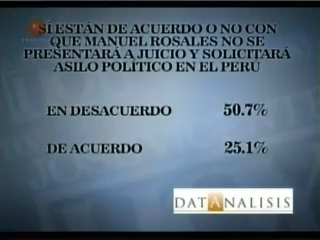 SÍ ESTÁN DE ACUERDO O NO CON
QUE MANUEL ROSALES NO SE
PRESENTARÁ A JUICIO Y SOLICITARÁ
ASILO POLÍTICO EN EL PERÚ
EN DESACUERDO 50.7%
DE ACUERDO 25.1%
DATANALISIS